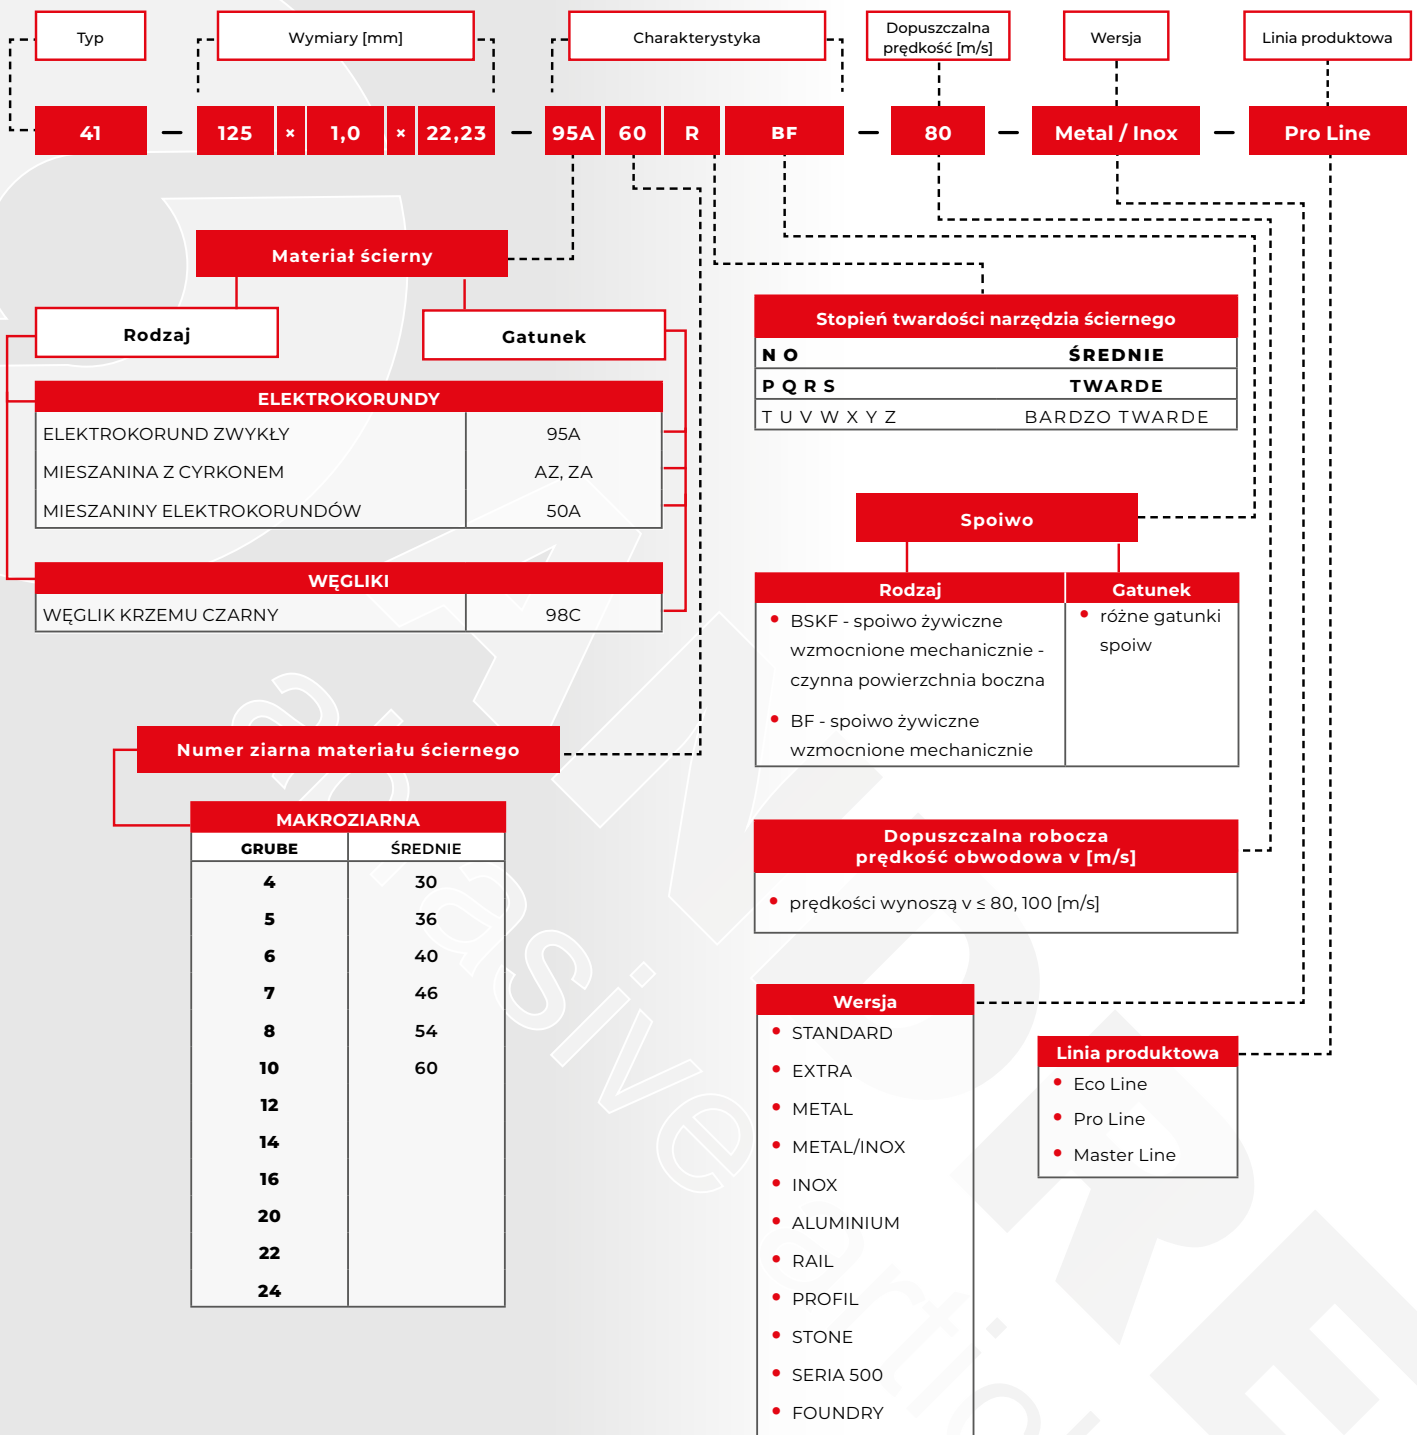 Typ
Wymiary [mm]
Charakterystyka
Dopuszczalna
prędkość [m/s]
Wersja
Linia produktowa
41 — 125 × 1,0 × 22,23 — 95A 60 R BF — 80 — Metal / Inox — Pro Line
Materiał ścierny
Rodzaj
Gatunek
ELEKTROKORUNDY
ELEKTROKORUND ZWYKŁY 95A
MIESZANINA Z CYRKONEM AZ, ZA
MIESZANINY ELEKTROKORUNDÓW 50A
WĘGLIKI
WĘGLIK KRZEMU CZARNY 98C
Numer ziarna materiału ściernego
MAKROZIARNA
GRUBE ŚREDNIE
4 30
5 36
6 40
7 46
8 54
10 60
12
14
16
20
22
24
Stopień twardości narzędzia ściernego
N O ŚREDNIE
P Q R S TWARDE
T U V W X Y Z BARDZO TWARDE
Spoiwo
Rodzaj Gatunek
• BSKF - spoiwo żywiczne
wzmocnione mechanicznie -
czynna powierzchnia boczna
• BF - spoiwo żywiczne
wzmocnione mechanicznie
• różne gatunki
spoiw
Dopuszczalna robocza
prędkość obwodowa v [m/s]
• prędkości wynoszą v ≤ 80, 100 [m/s]
Wersja
• STANDARD
• EXTRA
• METAL
• METAL/INOX
• INOX
• ALUMINIUM
• RAIL
• PROFIL
• STONE
• SERIA 500
• FOUNDRY
Linia produktowa
• Eco Line
• Pro Line
• Master Line
ANDRE
abrasive